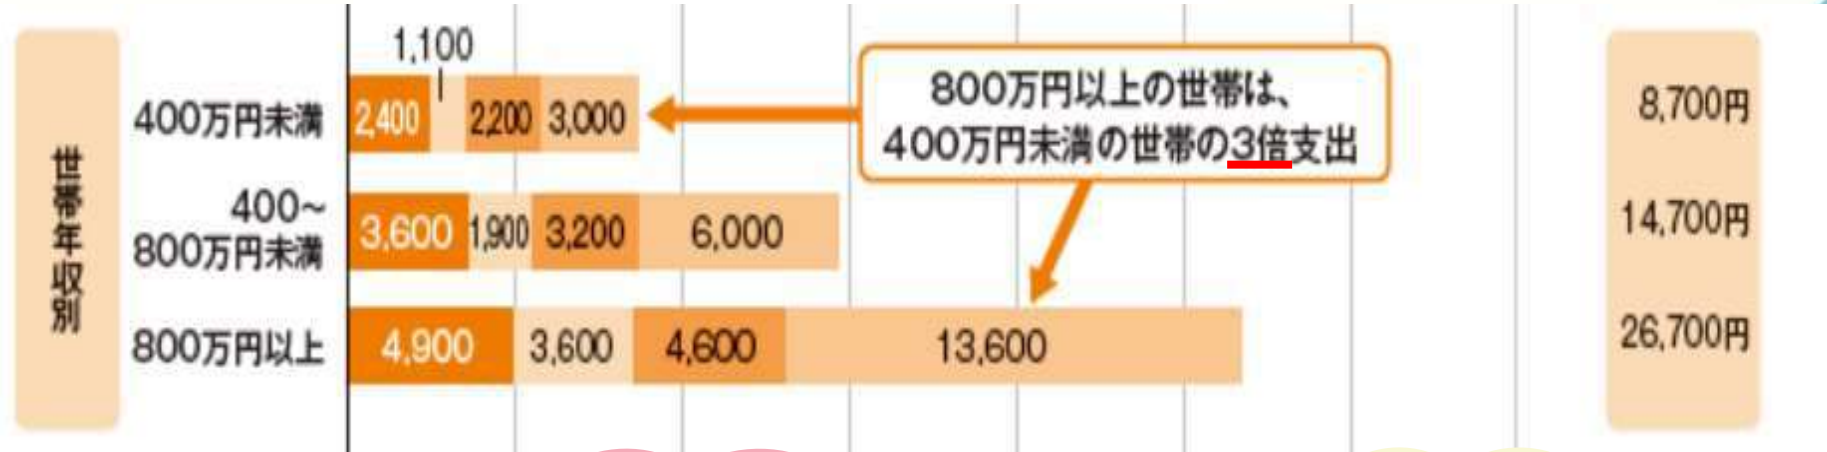 世帯年収別
1,100
400万円未満 2,400 2,200 3,000
800万円以上の世帯は、
400万円未満の世帯の3倍支出
8,700円
400~
800万円未満
3,600 1,900 3,200 6,000
14,700円
800万円以上 4,900 3,600 4,600 13,600
26,700円